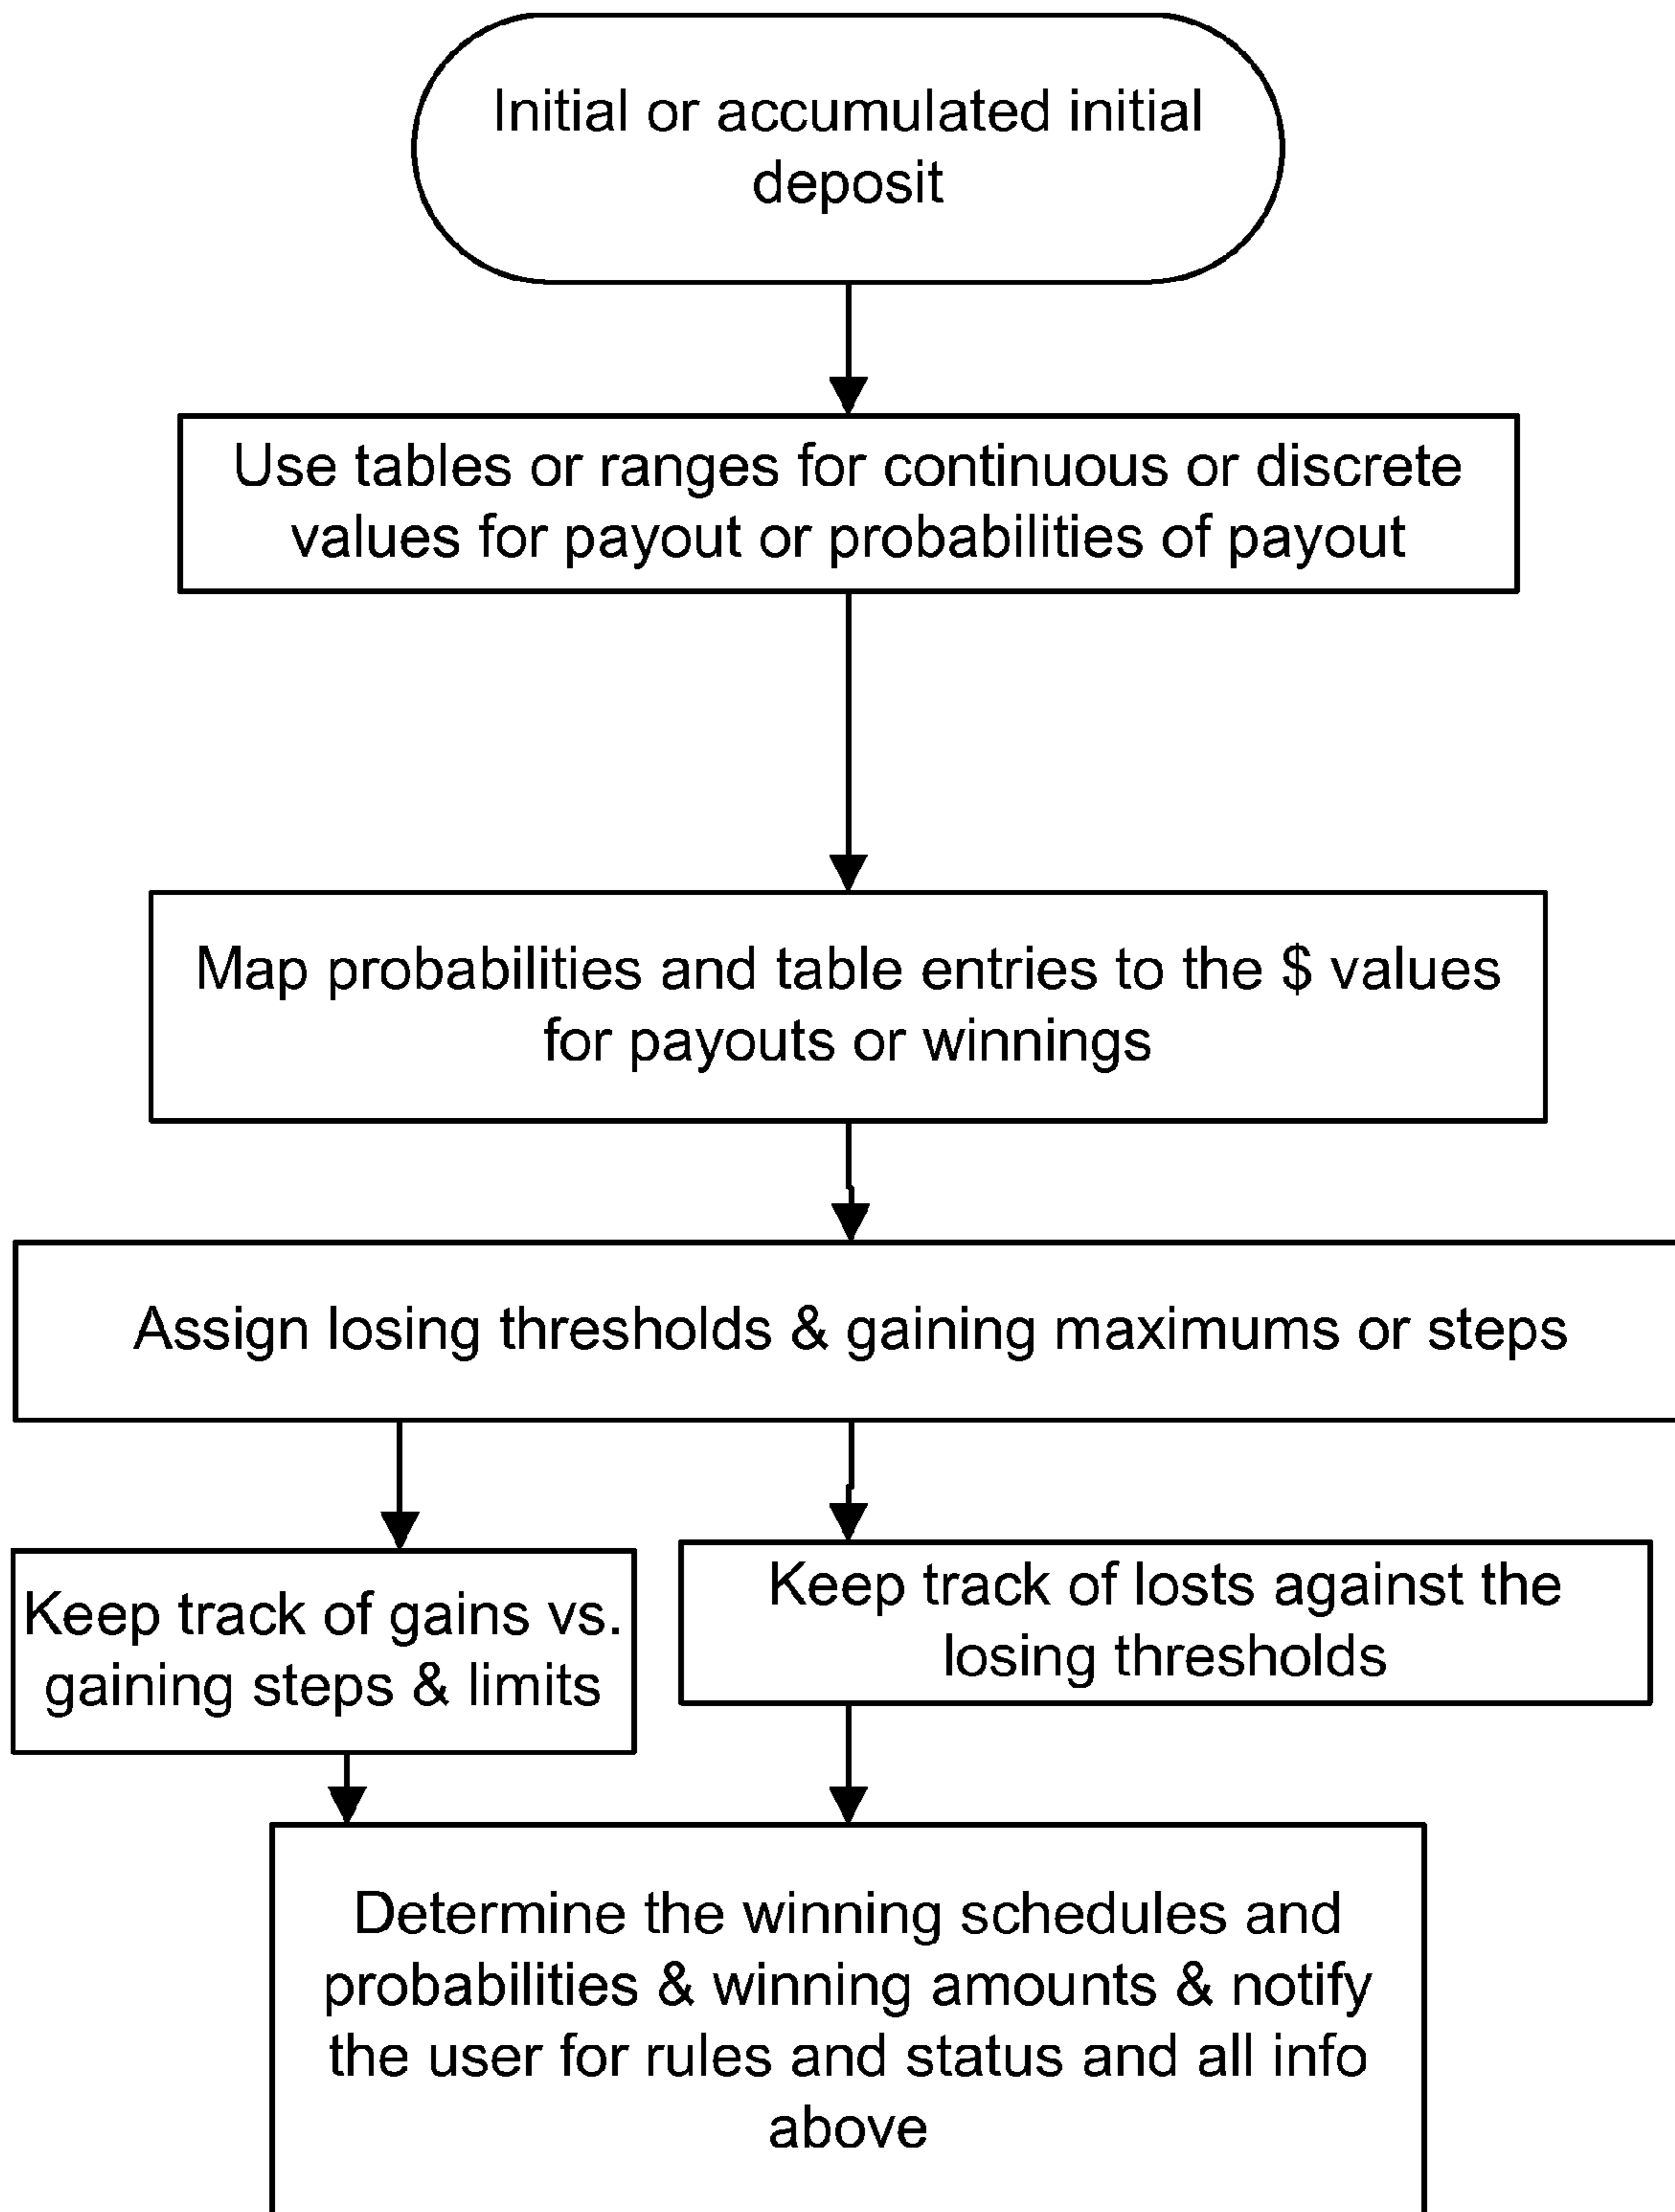 Initial or accumulated initial
deposit
Use tables or ranges for continuous or discrete
values for payout or probabilities of payout
Map probabilities and table entries to the $ values
for payouts or winnings
Assign losing thresholds & gaining maximums or steps
Keep track of gains vs.
gaining steps & limits
Keep track of losts against the
losing thresholds
Determine the winning schedules and
probabilities & winning amounts & notify
the user for rules and status and all info
above